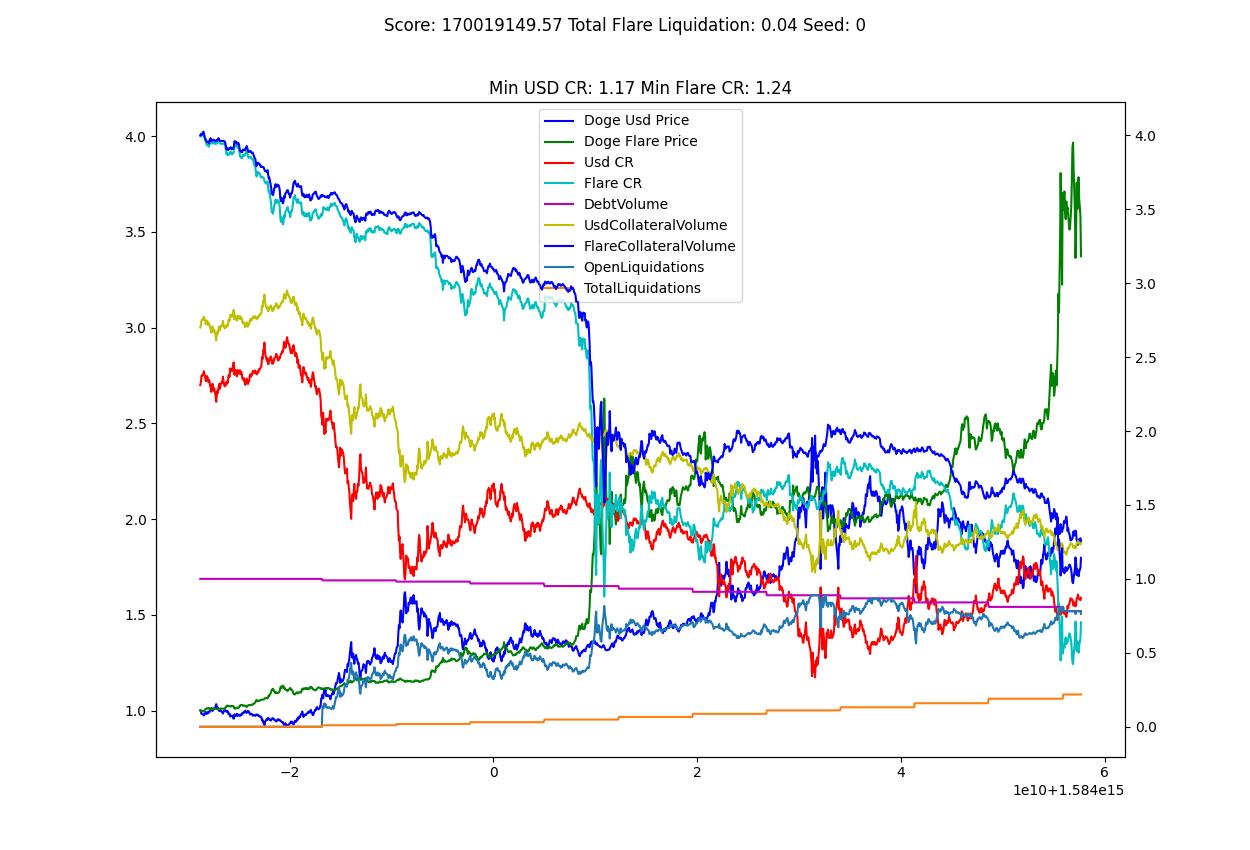 Score: 170019149.57 Total Flare Liquidation: 0.04 Seed: 0
Min USD CR: 1.17 Min Flare CR: 1.24
Doge Usd Price
Doge Flare Price
Usd CR
Flare CR
DebtVolume
UsdCollateralVolume
FlareCollateralVolume
OpenLiquidations
TotalLiquidations
4.0
3.5
3.0
2.5
2.0
1.5
1.0
4.0
3.5
3.0
2.5
2.0
1.5
1.0
0.5
0.0
−2 0 2 4 6
1e10+1.584e15